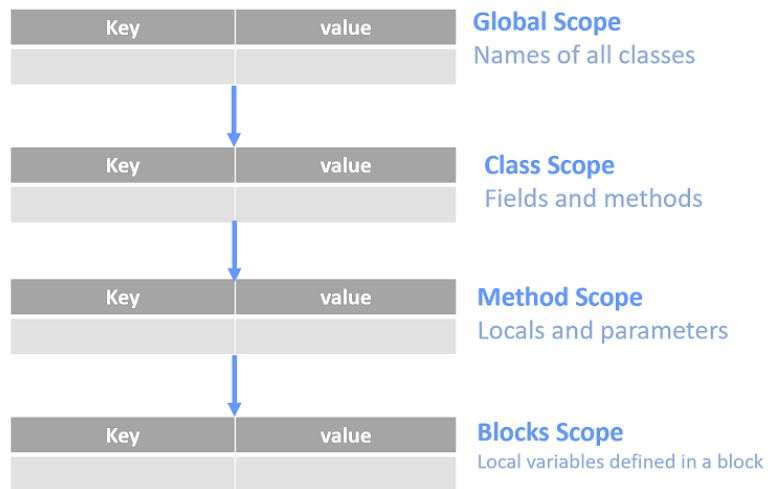 Key value
Global Scope
Names of all classes
Key value
Class Scope
Fields and methods
Key value
Method Scope
Locals and parameters
Key value
Blocks Scope
Local variables defined in a block